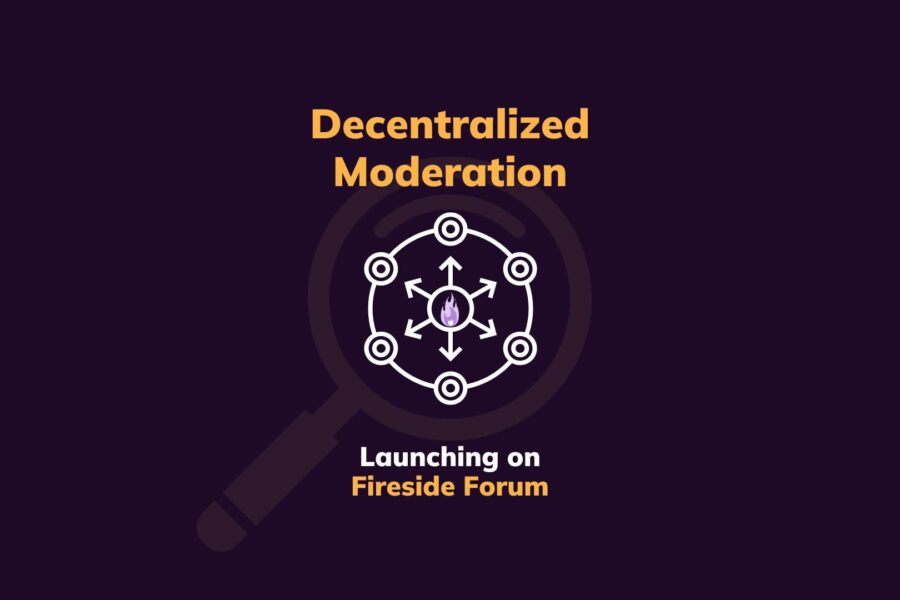 Decentralized
Moderation
Launching on
Fireside Forum